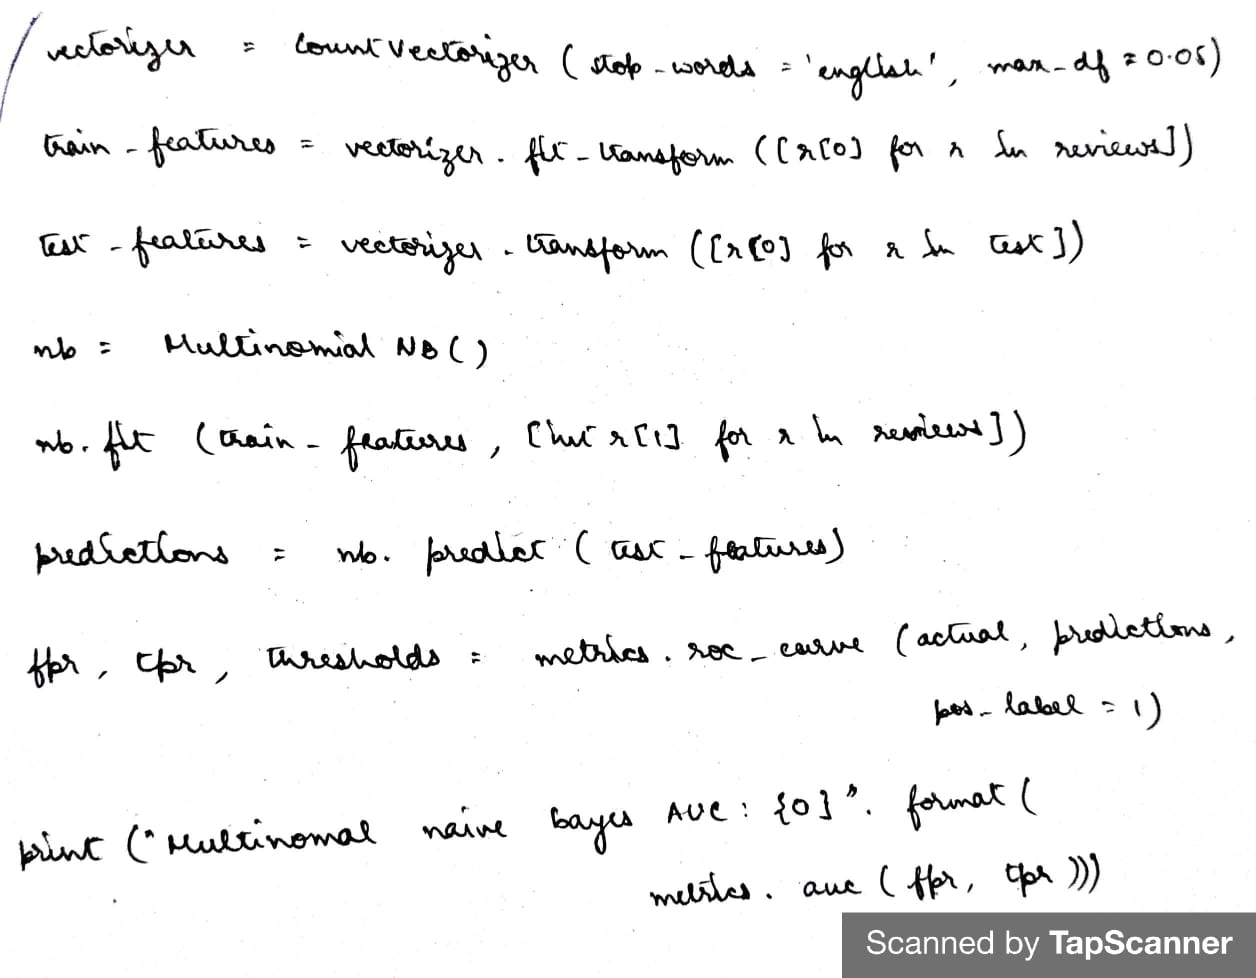 vectorizer = CountVectorizer (stop_words = 'english', max_df = 0.05)
train_features = vectorizer.fit_transform ([r[0] for r in reviews])
test_features = vectorizer.transform ([r[0] for r in test])
nb = MultinomialNB()
nb.fit (train_features, [int r[1] for r in reviews])
predictions = nb.predict (test_features)
fpr, tpr, thresholds = metrics.roc_curve (actual, predictions,
pos_label = 1)
print ("Multinomal naive bayes AUC: {0}".format (
metrics.auc (fpr, tpr)))
Scanned by TapScanner